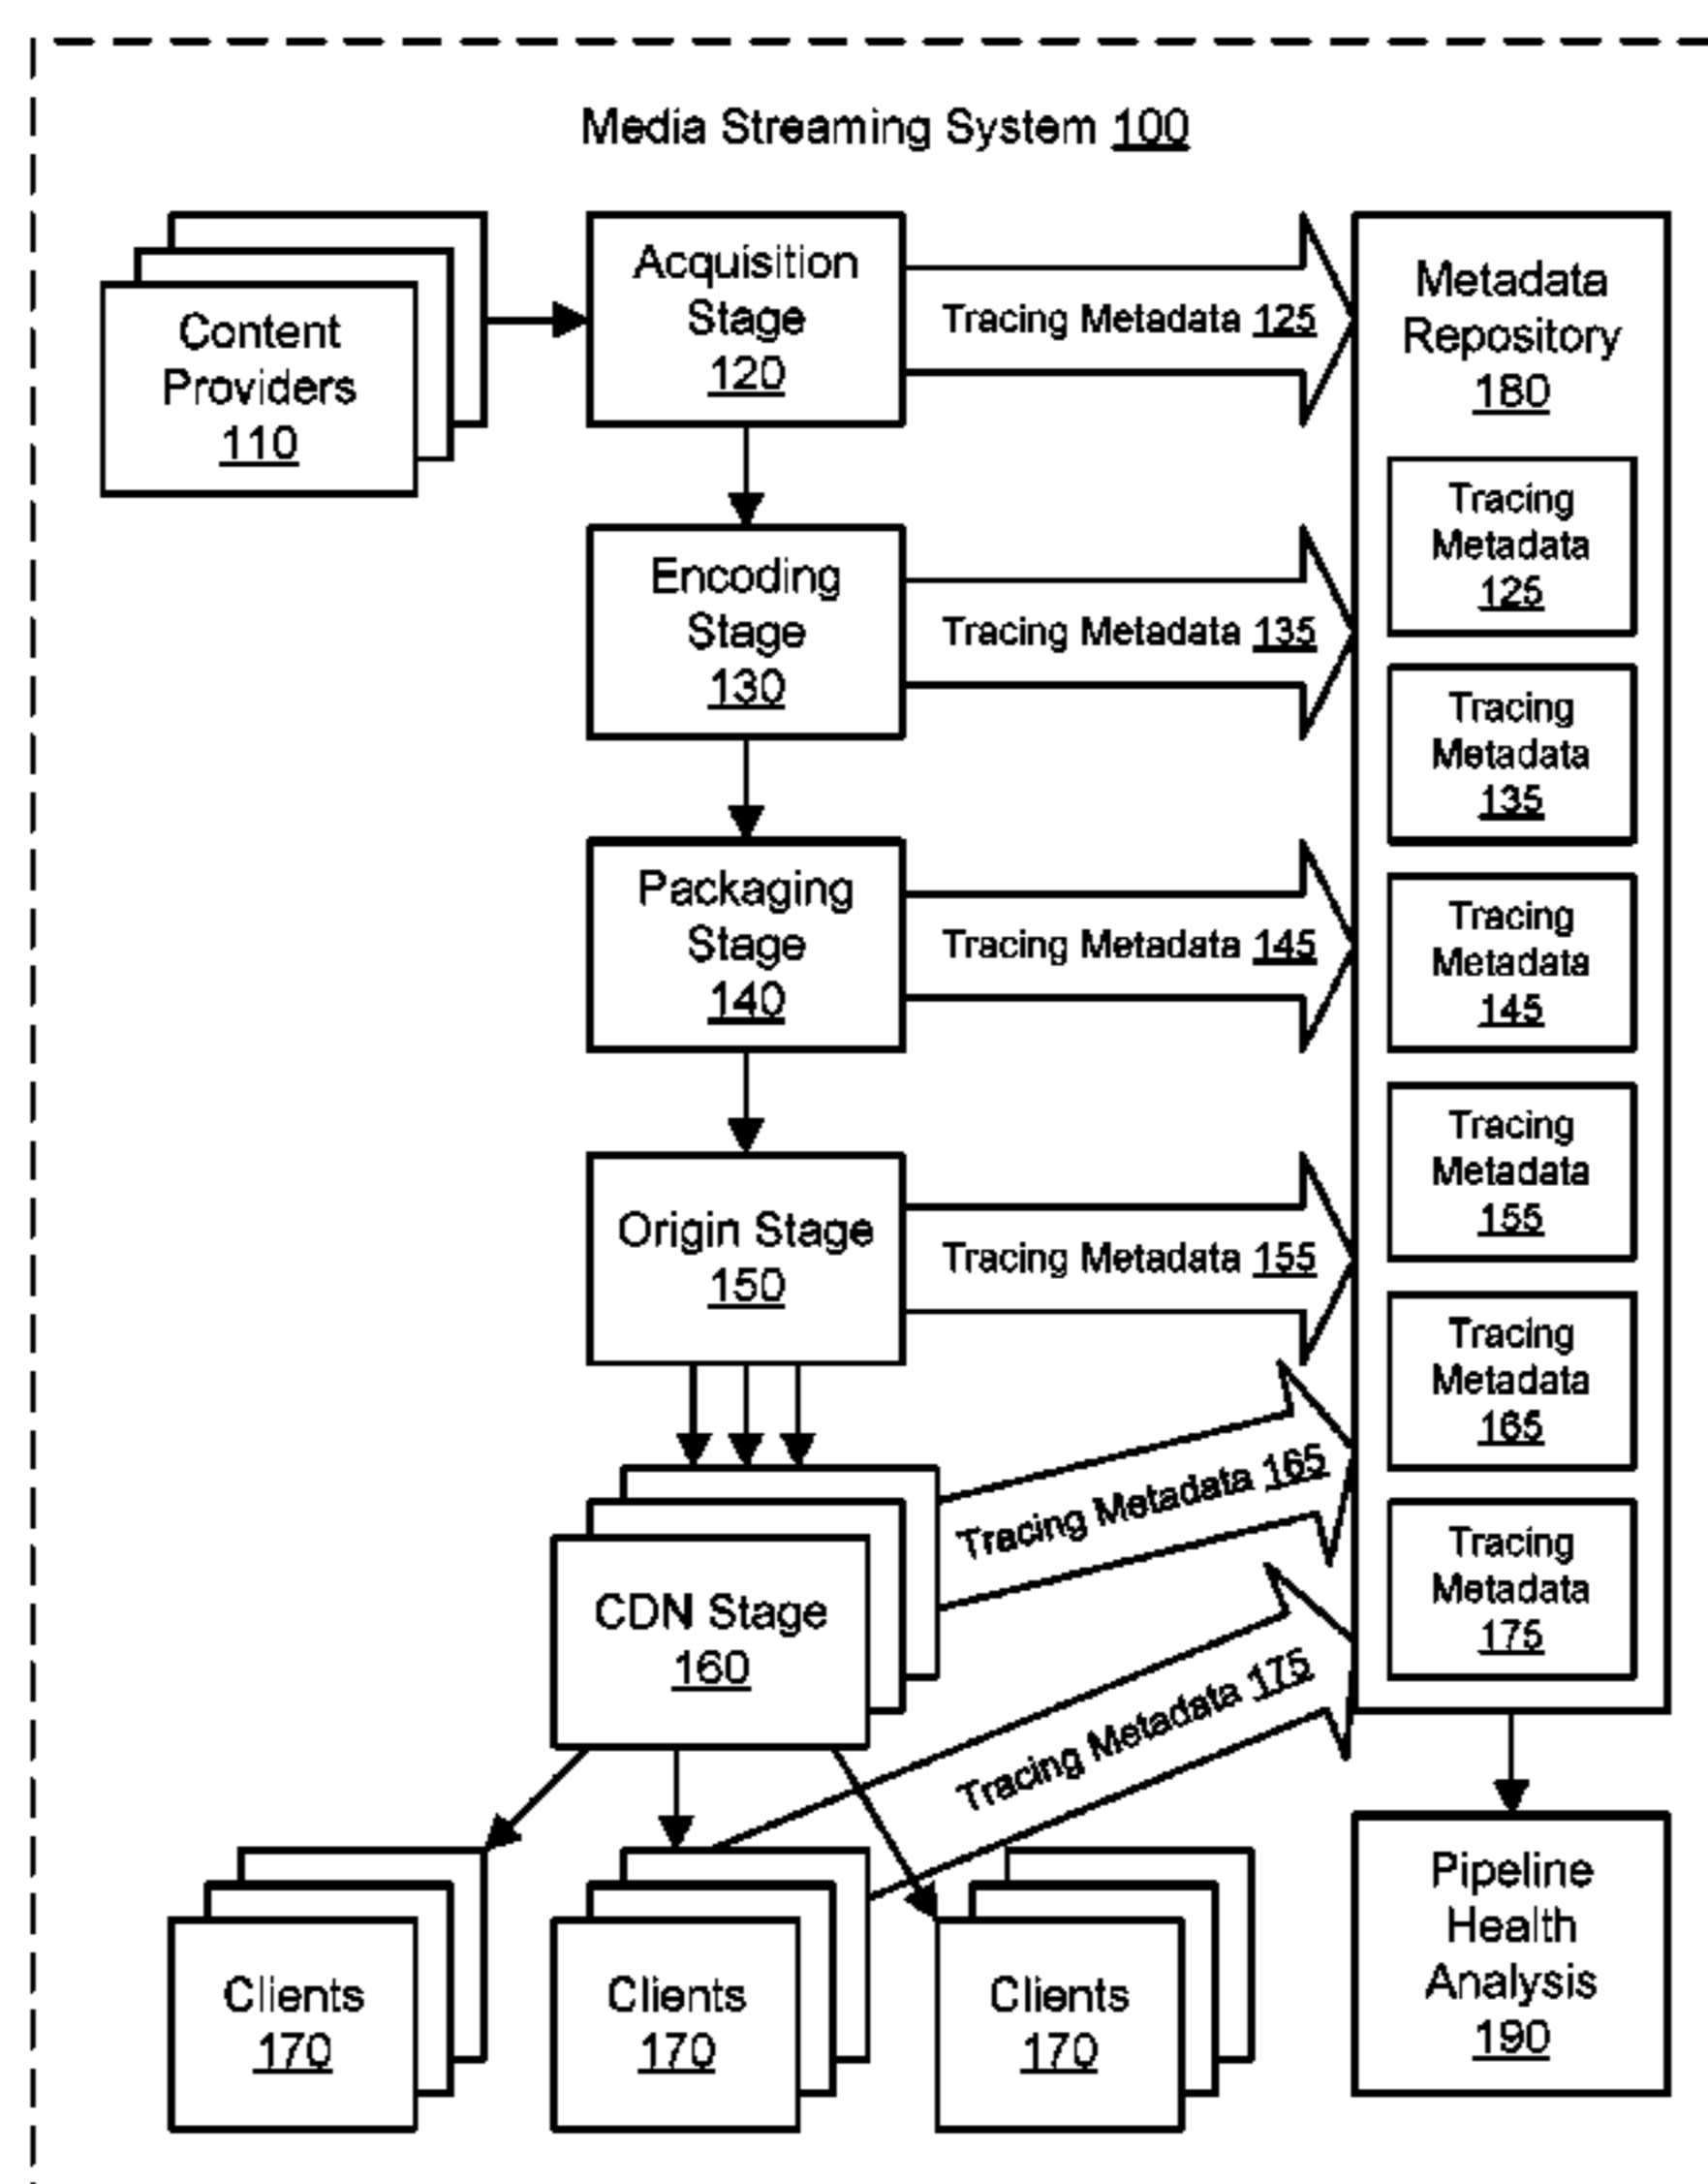 Media Streaming System 100
Content
Providers
110
Acquisition
Stage
120
Tracing Metadata 125
Encoding
Stage
130
Tracing Metadata 135
Packaging
Stage
140
Tracing Metadata 145
Origin Stage
150
Tracing Metadata 155
CDN Stage
160
Tracing Metadata 165
Tracing Metadata 175
Clients
170
Clients
170
Clients
170
Metadata
Repository
180
Tracing
Metadata
125
Tracing
Metadata
135
Tracing
Metadata
145
Tracing
Metadata
155
Tracing
Metadata
165
Tracing
Metadata
175
Pipeline
Health
Analysis
190